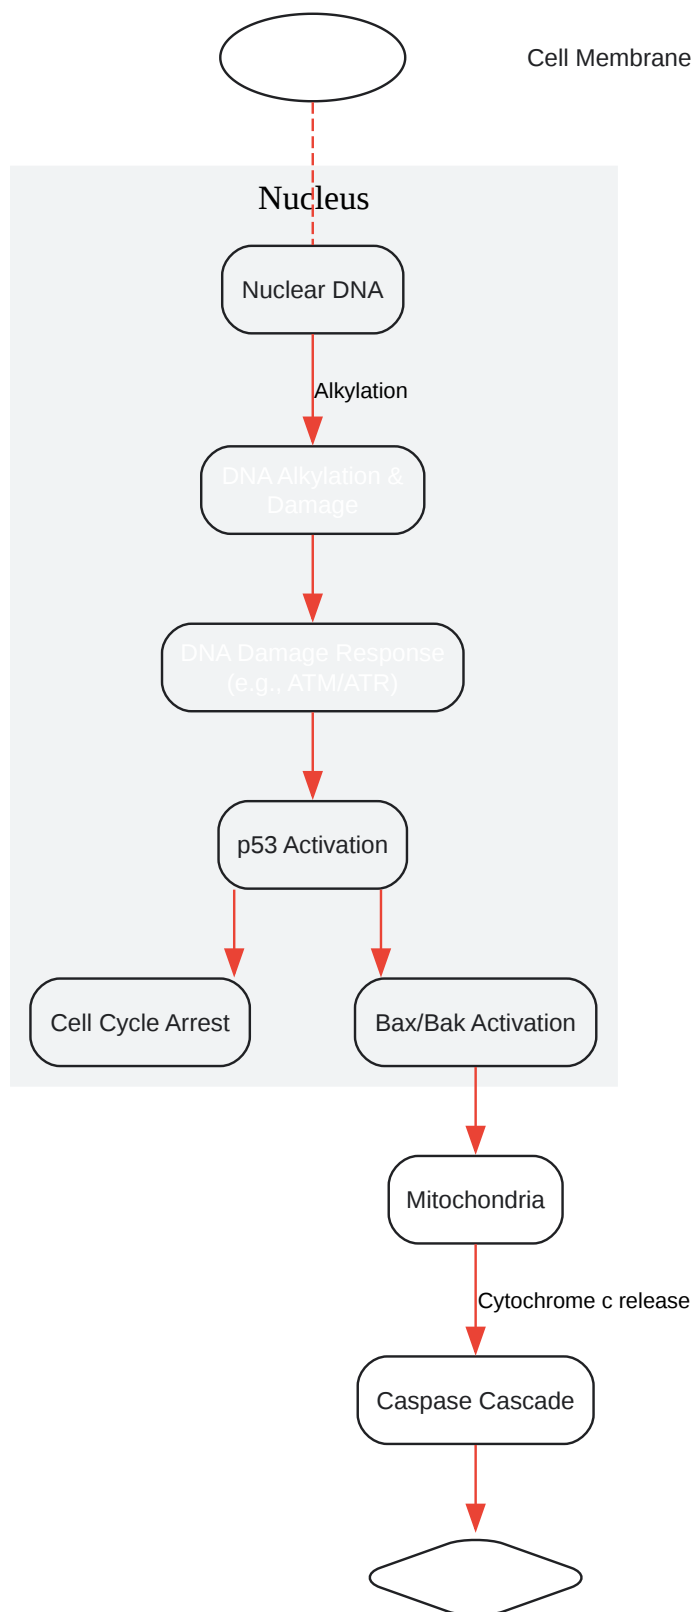 Cell Membrane
Nucleus
Nuclear DNA
Alkylation
DNA Alkylation &
Damage
DNA Damage Response
(e.g., ATM/ATR)
p53 Activation
Cell Cycle Arrest
Bax/Bak Activation
Mitochondria
Cytochrome c release
Caspase Cascade